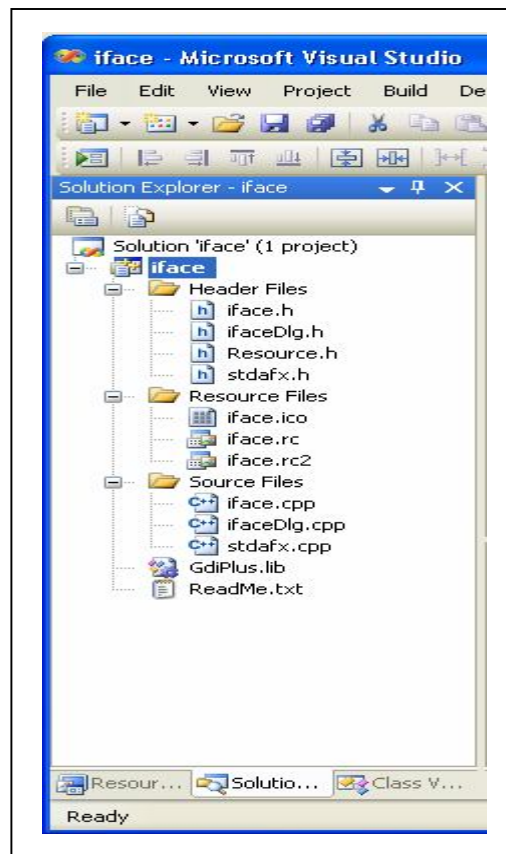 iface - Microsoft Visual Studio
File Edit View Project Build De
Solution Explorer - iface
Solution 'iface' (1 project)
iface
Header Files
iface.h
ifaceDlg.h
Resource.h
stdafx.h
Resource Files
iface.ico
iface.rc
iface.rc2
Source Files
iface.cpp
ifaceDlg.cpp
stdafx.cpp
GdiPlus.lib
ReadMe.txt
Resour... Solutio... Class V...
Ready